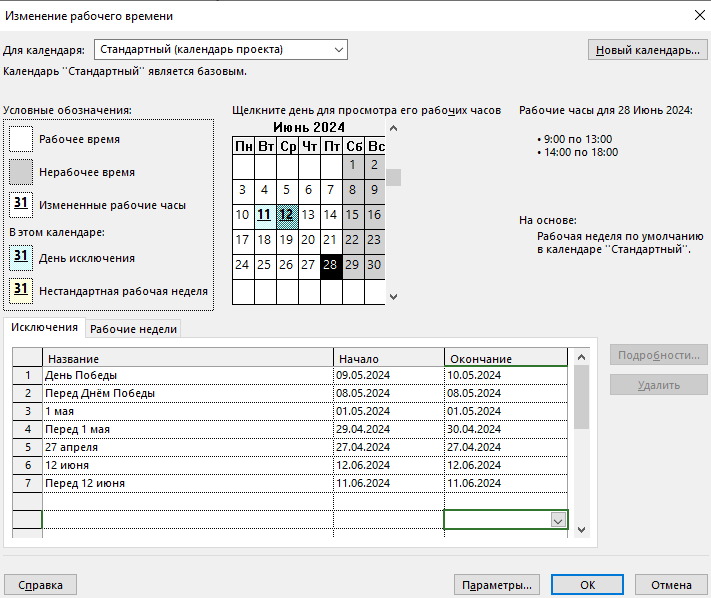 Изменение рабочего времени
Для календаря: Стандартный (календарь проекта) Новый календарь...
Календарь "Стандартный" является базовым.
Условные обозначения:
Рабочее время
Нерабочее время
31 Измененные рабочие часы
В этом календаре:
31 День исключения
31 Нестандартная рабочая неделя
Щелкните день для просмотра его рабочих часов
Июнь 2024
Пн Вт Ср Чт Пт Сб Вс
1 2
3 4 5 6 7 8 9
10 11 12 13 14 15 16
17 18 19 20 21 22 23
24 25 26 27 28 29 30
Рабочие часы для 28 Июнь 2024:
• 9:00 по 13:00
• 14:00 по 18:00
На основе:
Рабочая неделя по умолчанию
в календаре "Стандартный".
Исключения Рабочие недели
Название Начало Окончание
1 День Победы 09.05.2024 10.05.2024
2 Перед Днём Победы 08.05.2024 08.05.2024
3 1 мая 01.05.2024 01.05.2024
4 Перед 1 мая 29.04.2024 30.04.2024
5 27 апреля 27.04.2024 27.04.2024
6 12 июня 12.06.2024 12.06.2024
7 Перед 12 июня 11.06.2024 11.06.2024
Подробности...
Удалить
Справка Параметры... ОК Отмена